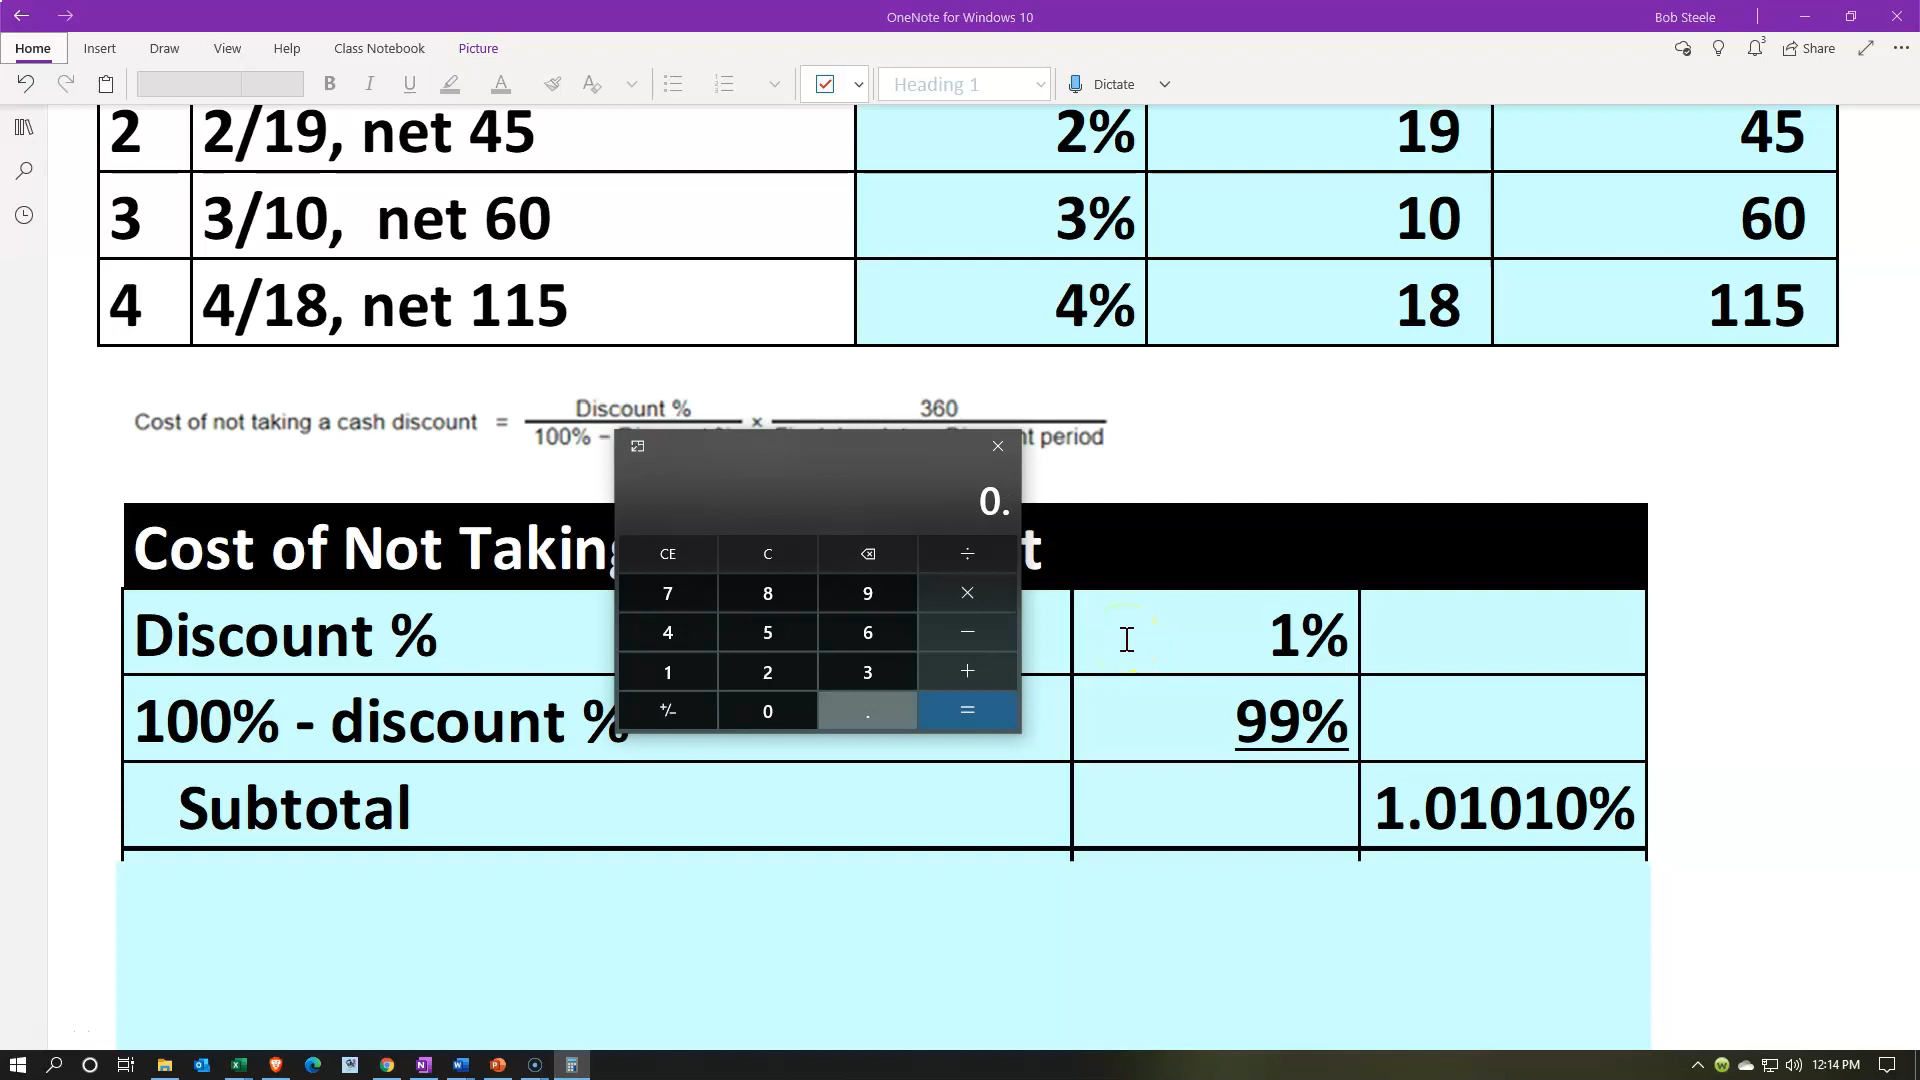 OneNote for Windows 10
Bob Steele
Home Insert Draw View Help Class Notebook Picture
3
Share
B I U A
Heading 1
Dictate
2 2/19, net 45 2% 19 45
3 3/10, net 60 3% 10 60
4 4/18, net 115 4% 18 115
Cost of not taking a cash discount = Discount % × 360
100% − t period
0.
CE C ÷
7 8 9 ×
4 5 6 −
1 2 3 +
+/− 0 . =
Cost of Not Taking t
Discount % 1%
100% - discount % 99%
Subtotal 1.01010%
12:14 PM